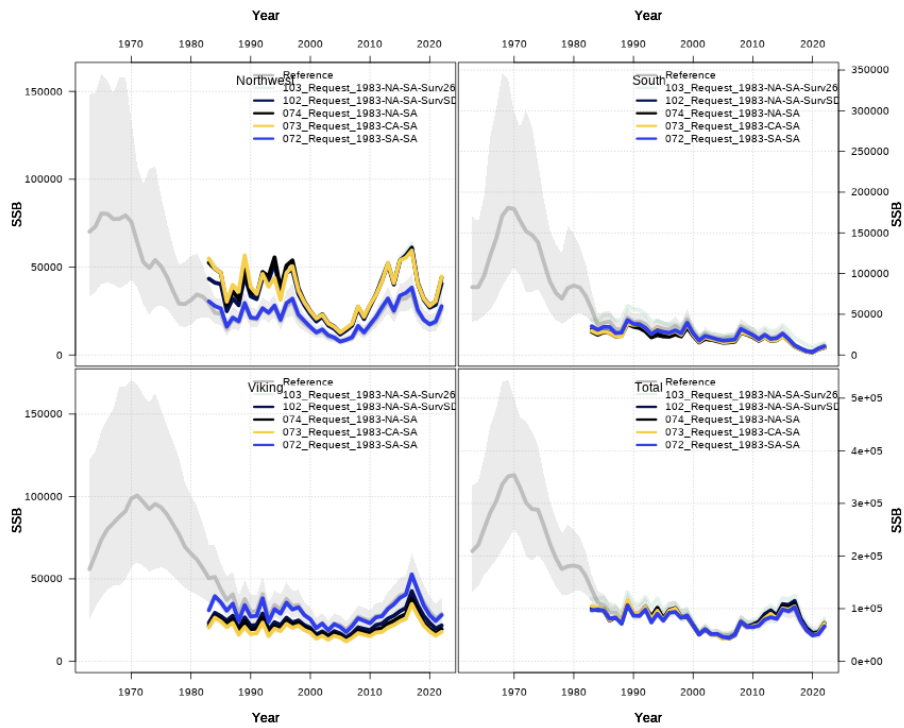 Year
Year
1970 1980 1990 2000 2010 2020
1970 1980 1990 2000 2010 2020
Northwest
Reference
103_Request_1983-NA-SA-Surv26
102_Request_1983-NA-SA-SurvSD
074_Request_1983-NA-SA
073_Request_1983-CA-SA
072_Request_1983-SA-SA
SSB
150000
100000
50000
0
South
Reference
103_Request_1983-NA-SA-Surv26
102_Request_1983-NA-SA-SurvSD
074_Request_1983-NA-SA
073_Request_1983-CA-SA
072_Request_1983-SA-SA
350000
300000
250000
200000
150000
100000
50000
0
SSB
Viking
Reference
103_Request_1983-NA-SA-Surv26
102_Request_1983-NA-SA-SurvSD
074_Request_1983-NA-SA
073_Request_1983-CA-SA
072_Request_1983-SA-SA
SSB
150000
100000
50000
0
Total
Reference
103_Request_1983-NA-SA-Surv26
102_Request_1983-NA-SA-SurvSD
074_Request_1983-NA-SA
073_Request_1983-CA-SA
072_Request_1983-SA-SA
5e+05
4e+05
3e+05
2e+05
1e+05
0e+00
SSB
1970 1980 1990 2000 2010 2020
1970 1980 1990 2000 2010 2020
Year
Year